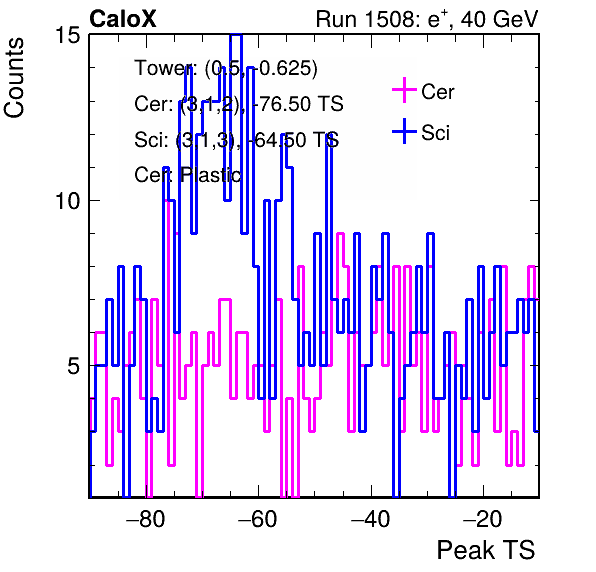 CaloX Run 1508: e+, 40 GeV
Counts
15
Tower: (0.5, -0.625)
Cer: (3,1,2), -76.50 TS
Sci: (3,1,3), -64.50 TS
Cer: Plastic
Cer
Sci
10
5
−80 −60 −40 −20
Peak TS